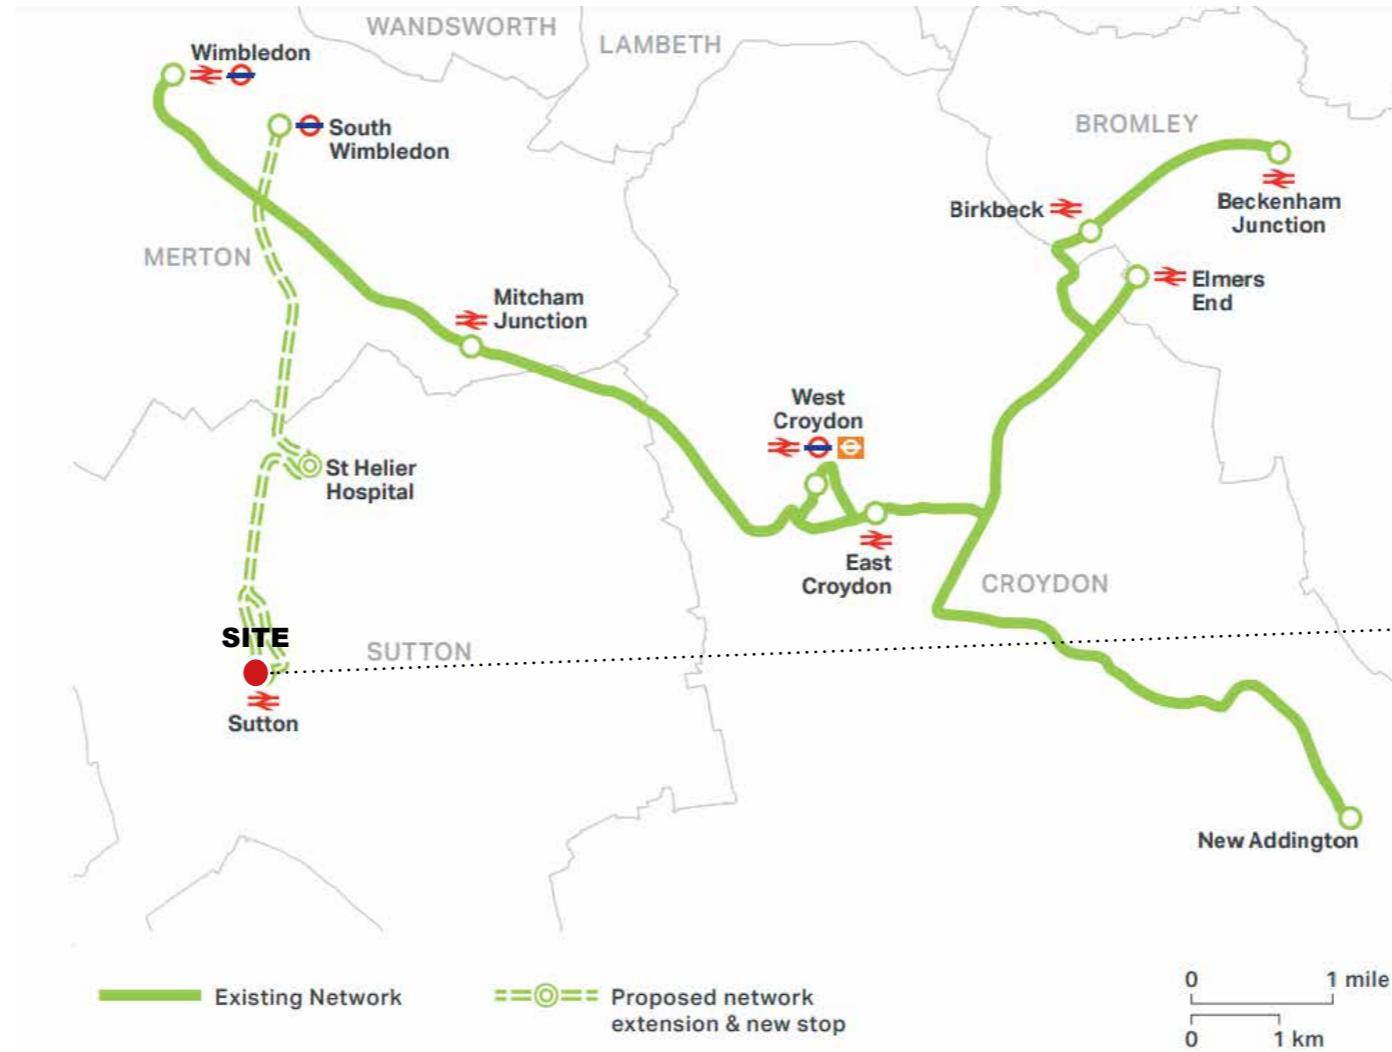 WANDSWORTH
LAMBETH
Wimbledon
South
Wimbledon
BROMLEY
Birkbeck
Beckenham
Junction
MERTON
Elmers
End
Mitcham
Junction
West
Croydon
St Helier
Hospital
East
Croydon
CROYDON
SITE
SUTTON
Sutton
New Addington
Existing Network
Proposed network
extension & new stop
0 1 mile
0 1 km